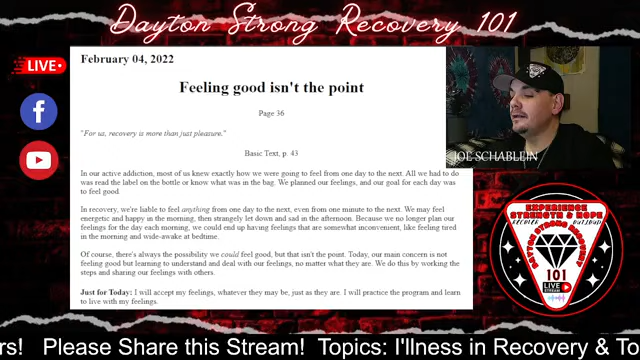 Dayton Strong Recovery 101
LIVE
February 04, 2022
Feeling good isn't the point
Page 36
"For us, recovery is more than just pleasure."
Basic Text, p. 43
In our active addiction, most of us knew exactly how we were going to feel from one day to the next. All we had to do
was read the label on the bottle or know what was in the bag. We planned our feelings, and our goal for each day was
to feel good.
In recovery, we're liable to feel anything from one day to the next, even from one minute to the next. We may feel
energetic and happy in the morning, then strangely let down and sad in the afternoon. Because we no longer plan our
feelings for the day each morning, we could end up having feelings that are somewhat inconvenient, like feeling tired
in the morning and wide-awake at bedtime.
Of course, there's always the possibility we could feel good, but that isn't the point. Today, our main concern is not
feeling good but learning to understand and deal with our feelings, no matter what they are. We do this by working the
steps and sharing our feelings with others.
Just for Today: I will accept my feelings, whatever they may be, just as they are. I will practice the program and learn
to live with my feelings.
JOE SCHABLEIN
EXPERIENCE
STRENGTH & HOPE
RECOVER OUTLOUD
DAYTON STRONG RECOVERY
101
LIVE
STREAM
rs! Please Share this Stream! Topics: I'llness in Recovery & To